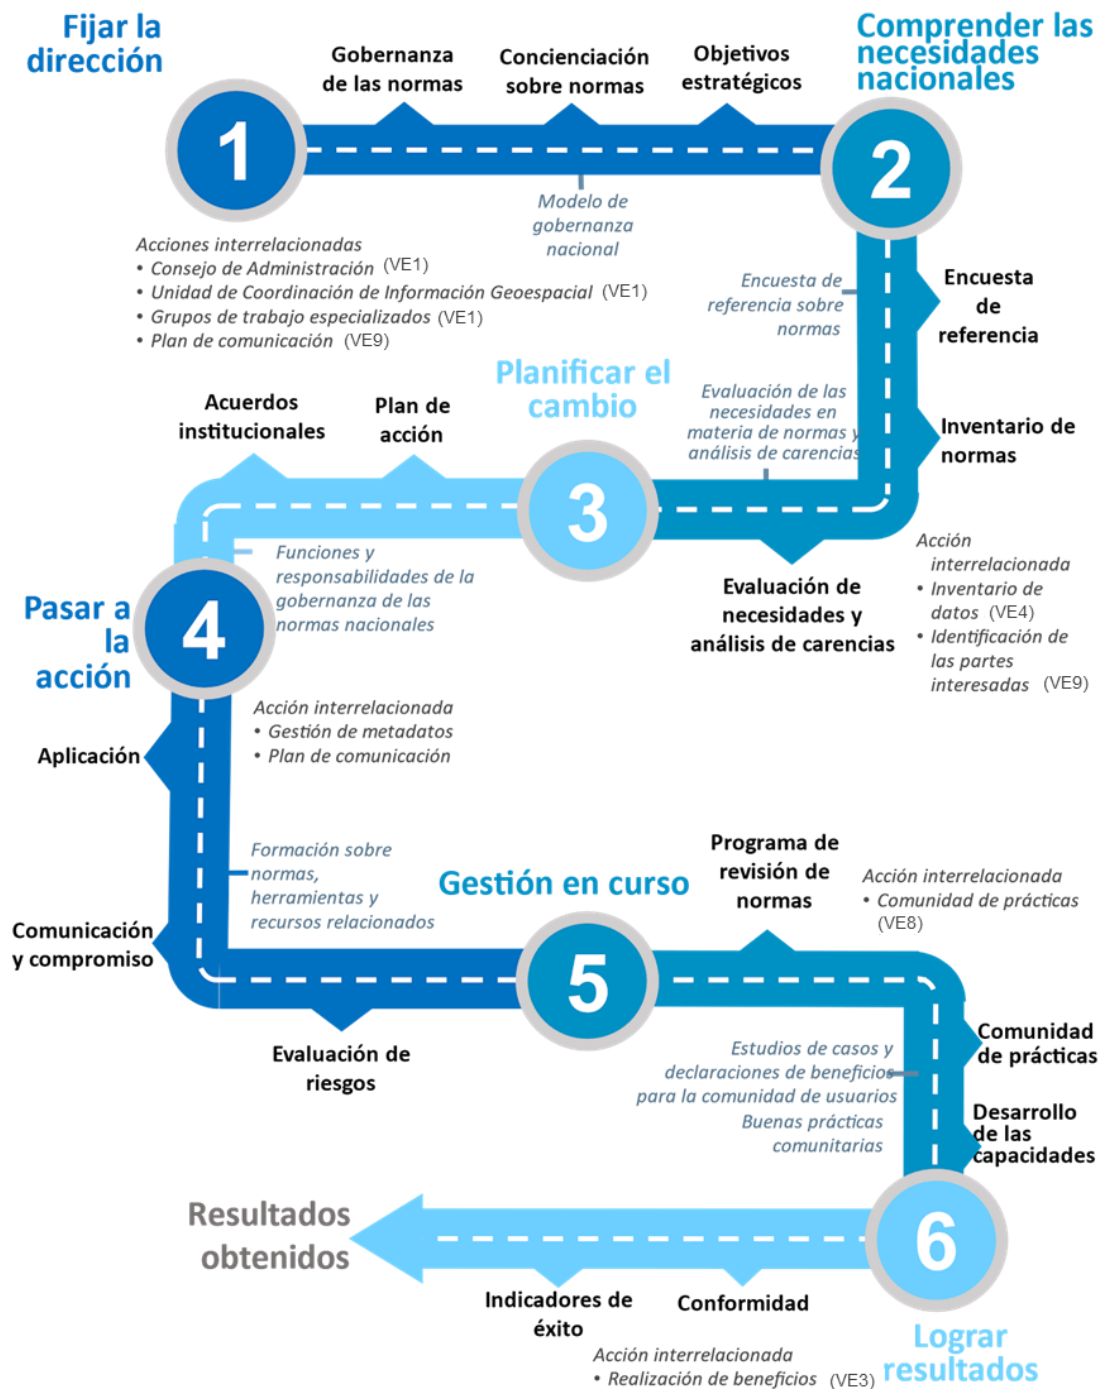 Fijar la
dirección
Gobernanza
de las normas
Concienciación
sobre normas
Objetivos
estratégicos
Comprender las
necesidades
nacionales
1
2
Modelo de
gobernanza
nacional
Acciones interrelacionadas
• Consejo de Administración (VE1)
• Unidad de Coordinación de Información Geoespacial (VE1)
• Grupos de trabajo especializados (VE1)
• Plan de comunicación (VE9)
Encuesta de
referencia sobre
normas
Encuesta
de
referencia
Planificar el
cambio
Acuerdos
institucionales
Plan de
acción
Evaluación de las
necesidades en
materia de normas y
análisis de carencias
Inventario de
normas
3
Funciones y
responsabilidades de la
gobernanza de las
normas nacionales
Evaluación de
necesidades y
análisis de carencias
Acción
interrelacionada
• Inventario de
datos (VE4)
• Identificación de
las partes
interesadas (VE9)
Pasar a
la
acción
4
Acción interrelacionada
• Gestión de metadatos
• Plan de comunicación
Aplicación
Formación sobre
normas,
herramientas y
recursos relacionados
Comunicación
y compromiso
Evaluación de
riesgos
Gestión en curso
5
Programa de
revisión de
normas
Acción interrelacionada
• Comunidad de prácticas
(VE8)
Comunidad
de prácticas
Estudios de casos y
declaraciones de beneficios
para la comunidad de usuarios
Buenas prácticas
comunitarias
Desarrollo
de las
capacidades
6
Resultados
obtenidos
Indicadores de
éxito
Conformidad
Lograr
resultados
Acción interrelacionada
• Realización de beneficios (VE3)